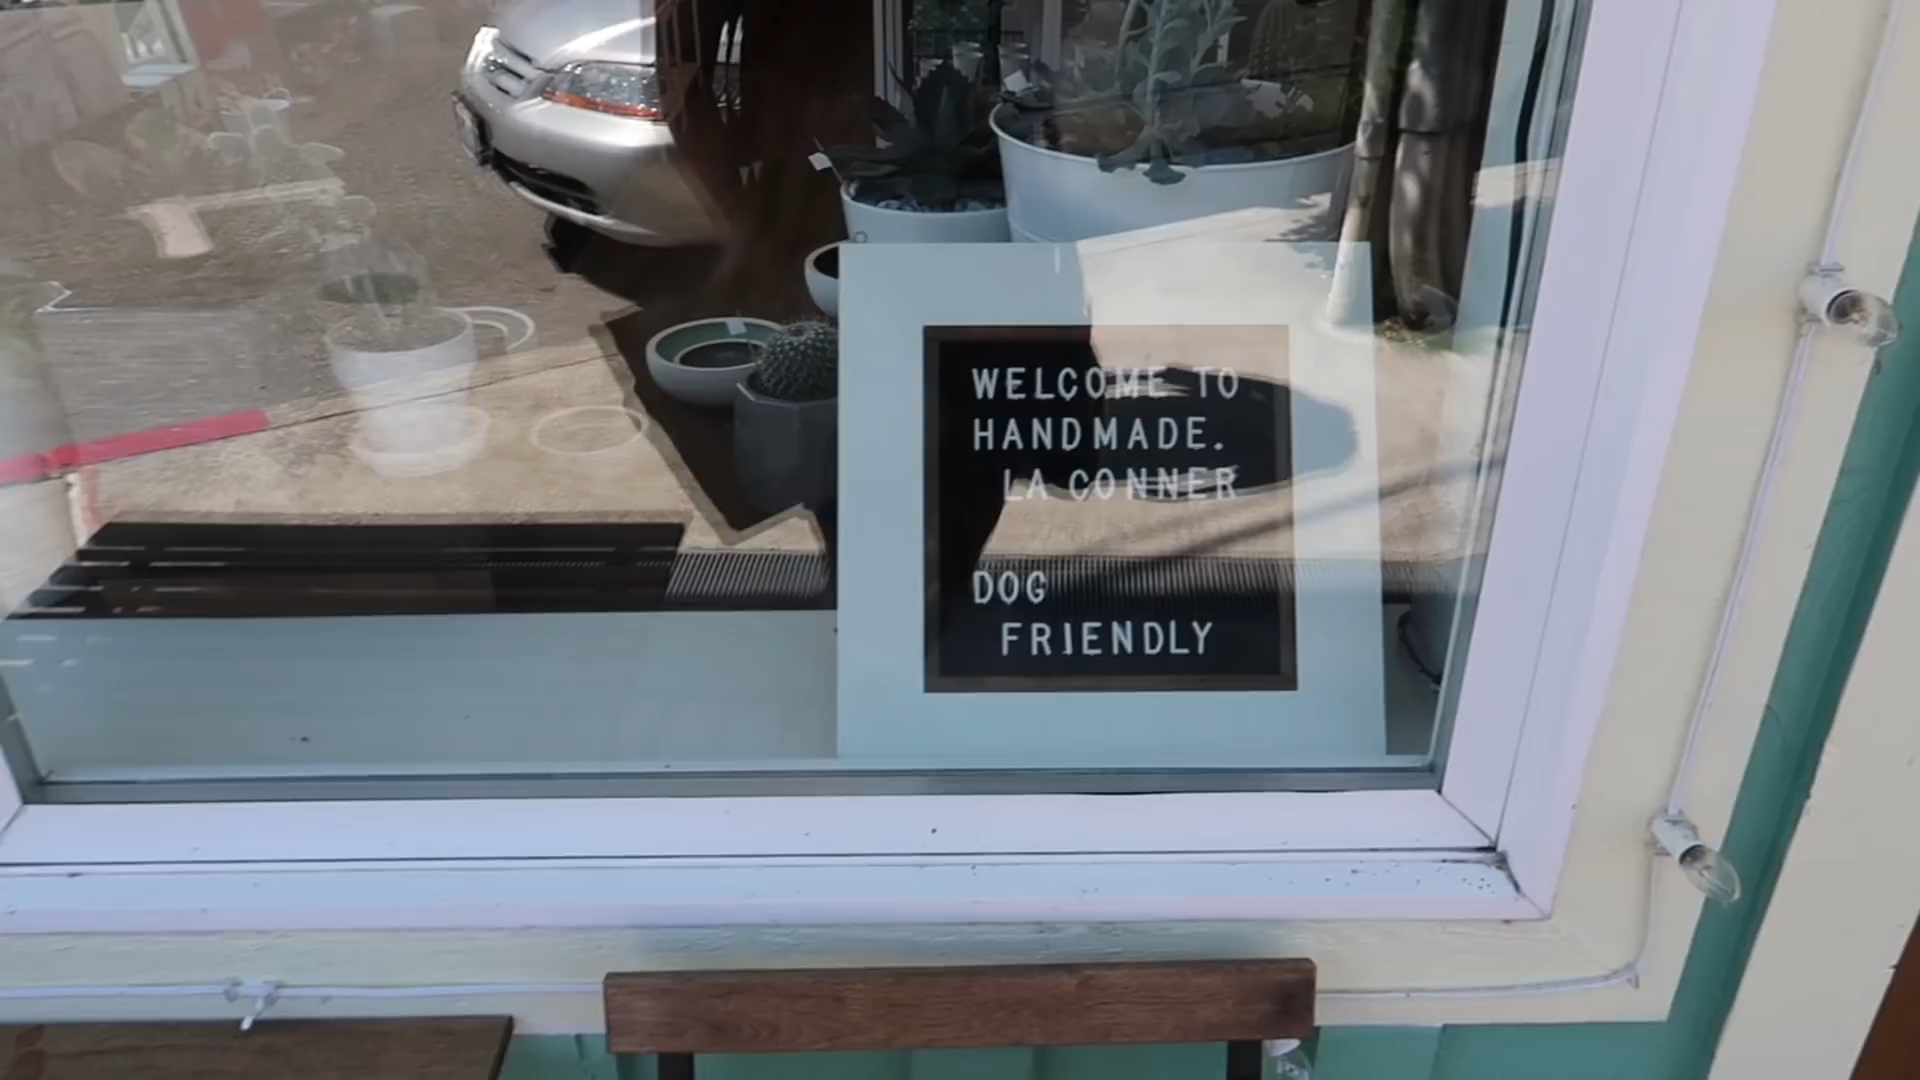 WELCOME TO
HANDMADE.
LA CONNER
DOG
FRIENDLY